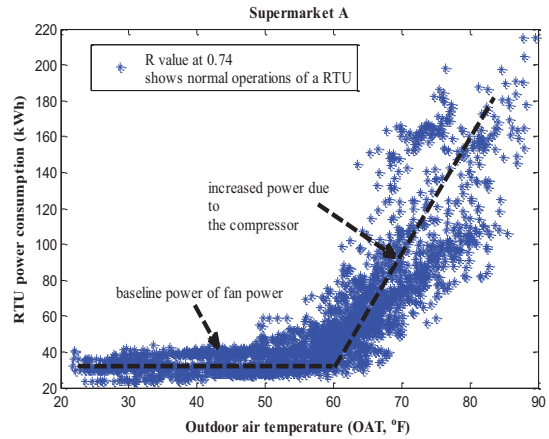 Supermarket A
R value at 0.74
shows normal operations of a RTU
increased power due
to
the compressor
baseline power of fan power
RTU power consumption (kWh)
220
200
180
160
140
120
100
80
60
40
20
20
30
40
50
60
70
80
90
Outdoor air temperature (OAT, °F)